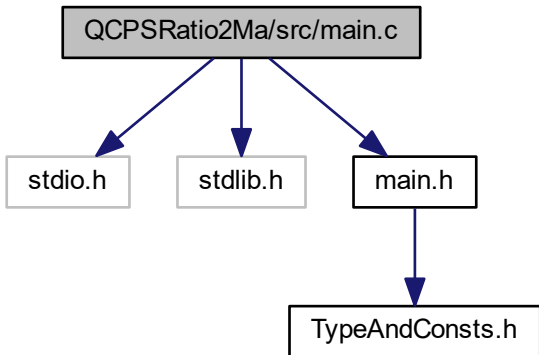 QCPSRatio2Ma/src/main.c
stdio.h
stdlib.h
main.h
TypeAndConsts.h